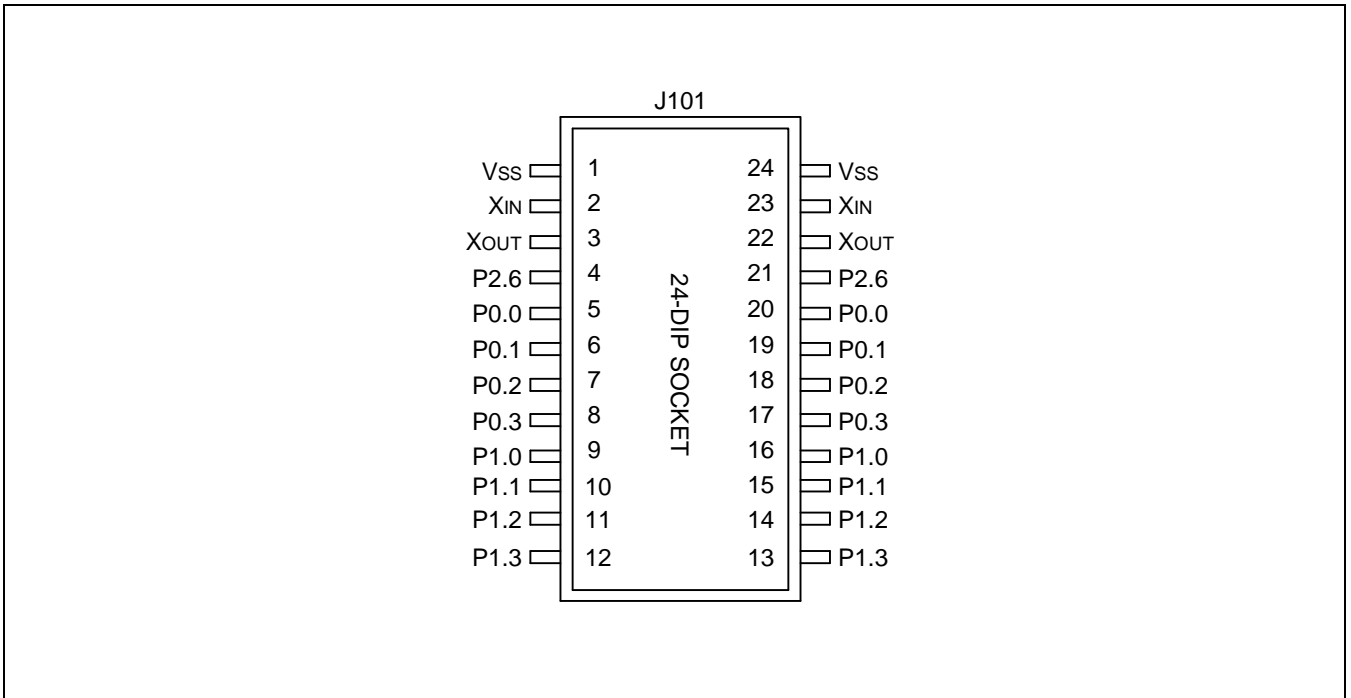 J101
VSS 1 24 VSS
XIN 2 23 XIN
XOUT 3 22 XOUT
P2.6 4 21 P2.6
P0.0 5 20 P0.0
P0.1 6 19 P0.1
P0.2 7 18 P0.2
P0.3 8 17 P0.3
P1.0 9 16 P1.0
P1.1 10 15 P1.1
P1.2 11 14 P1.2
P1.3 12 13 P1.3
24-DIP SOCKET